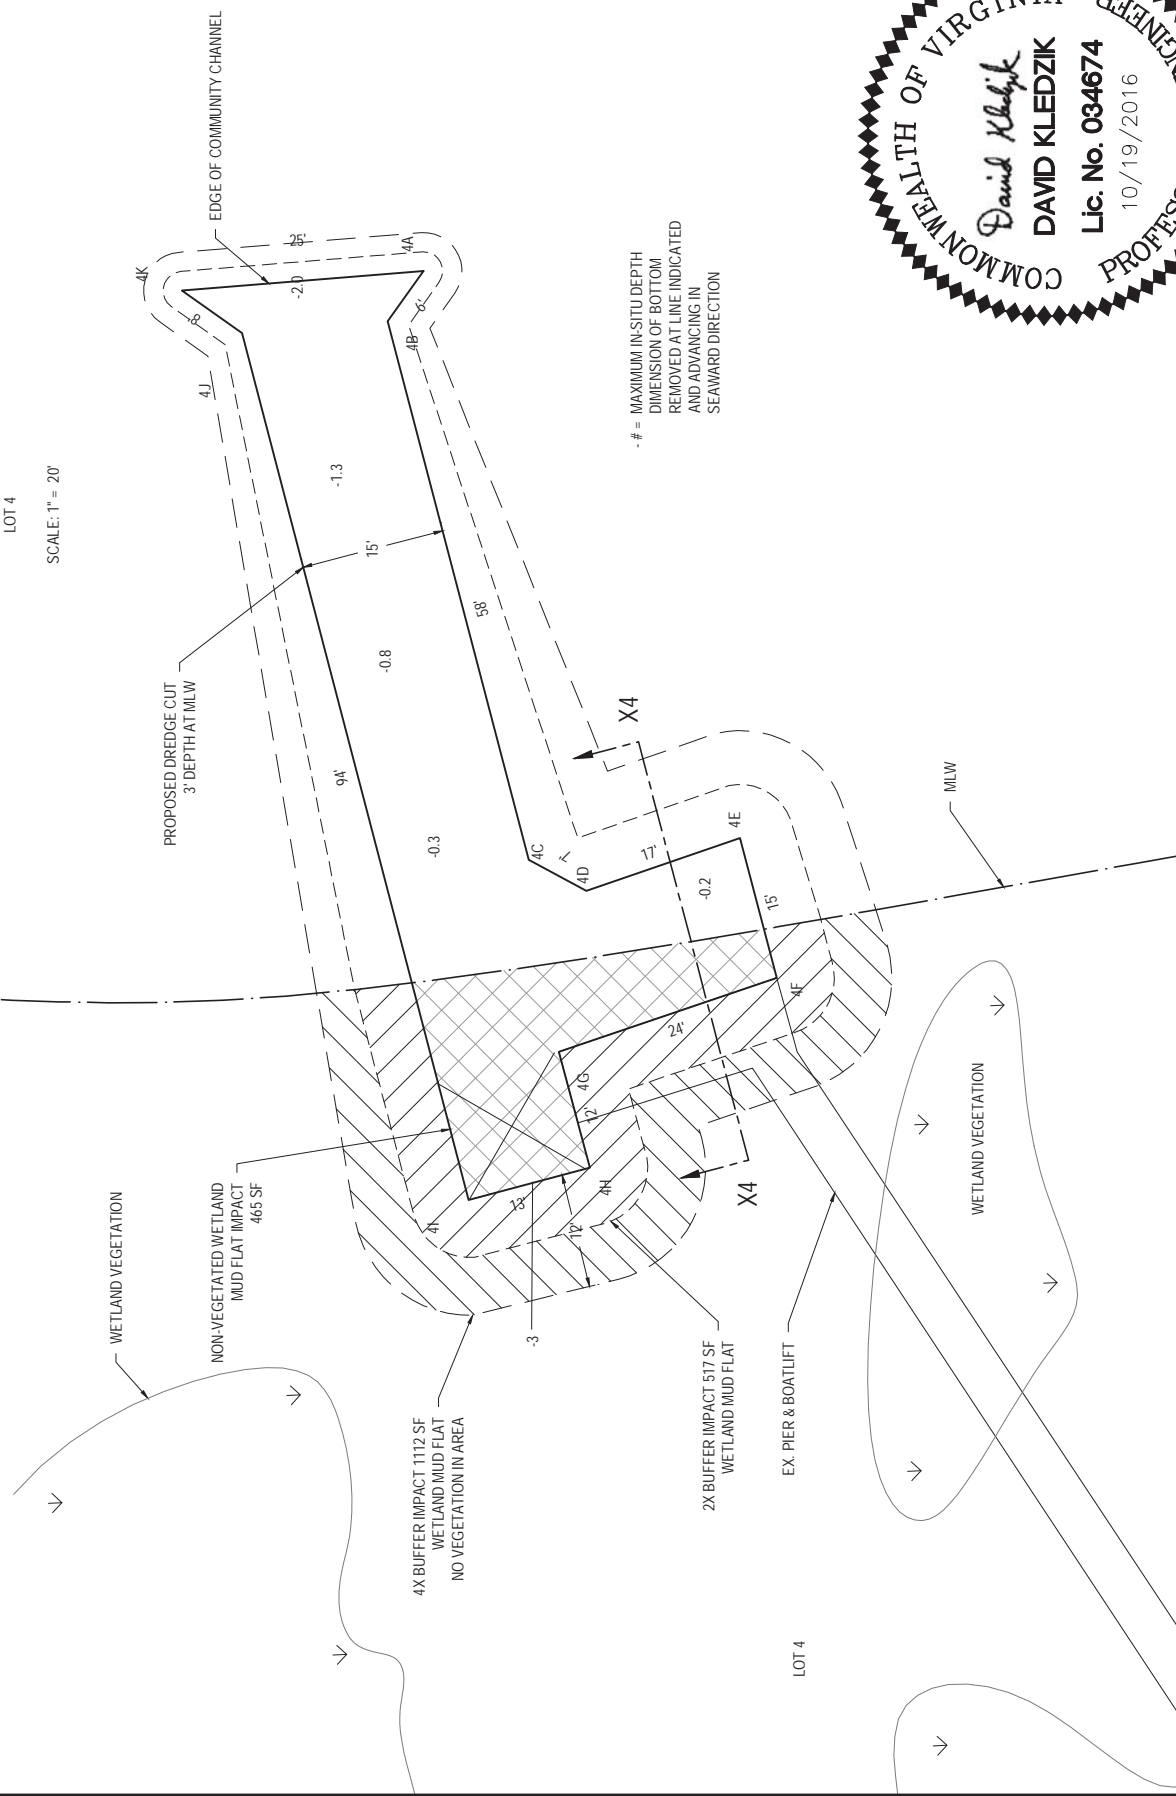 LOT 4
SCALE: 1" = 20'
EDGE OF COMMUNITY CHANNEL
4K
25'
4A
-2.0
8'
6'
4J
4B
-1.3
15'
PROPOSED DREDGE CUT
3' DEPTH AT MLW
58'
-0.8
94'
-0.3
- # = MAXIMUM IN-SITU DEPTH
DIMENSION OF BOTTOM
REMOVED AT LINE INDICATED
AND ADVANCING IN
SEAWARD DIRECTION
X4
4C
7'
4D
17'
4E
-0.2
15'
MLW
4F
24'
4G
12'
4H
13'
4I
12'
X4
-3
WETLAND VEGETATION
NON-VEGETATED WETLAND
MUD FLAT IMPACT
465 SF
4X BUFFER IMPACT 1112 SF
WETLAND MUD FLAT
NO VEGETATION IN AREA
2X BUFFER IMPACT 517 SF
WETLAND MUD FLAT
EX. PIER & BOATLIFT
WETLAND VEGETATION
LOT 4
COMMONWEALTH OF VIRGINIA
David Kledzik
DAVID KLEDZIK
Lic. No. 034674
10/19/2016